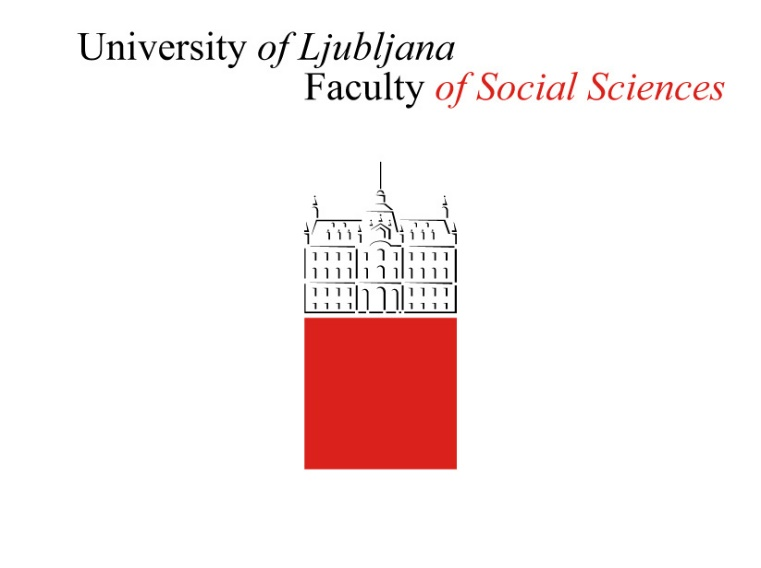 University of Ljubljana
Faculty of Social Sciences